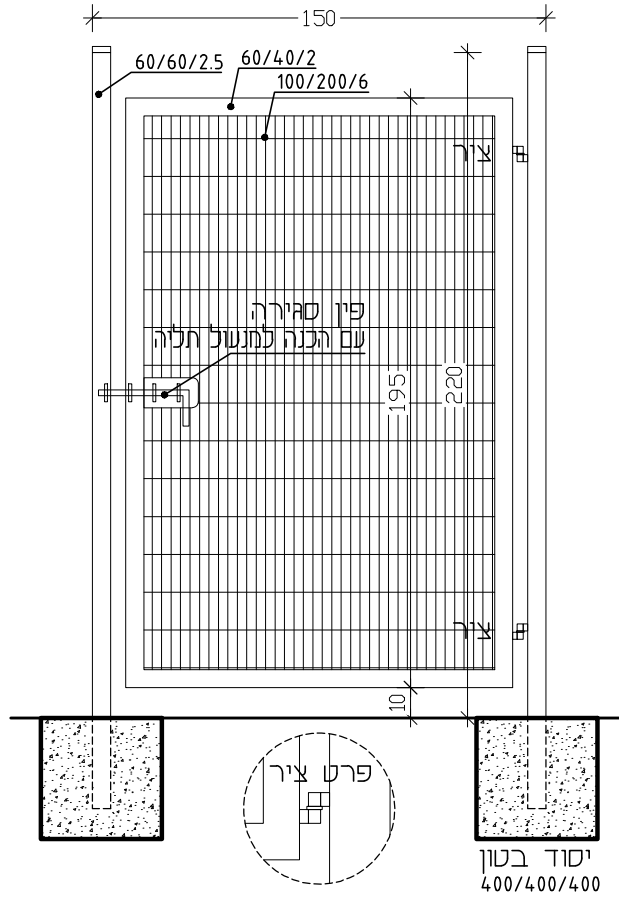 150
60/60/2.5
60/40/2
100/200/6
ציר
פין סגירה
עם הכנה למנעול תליה
195
220
ציר
10
פרט ציר
יסוד בטון
400/400/400